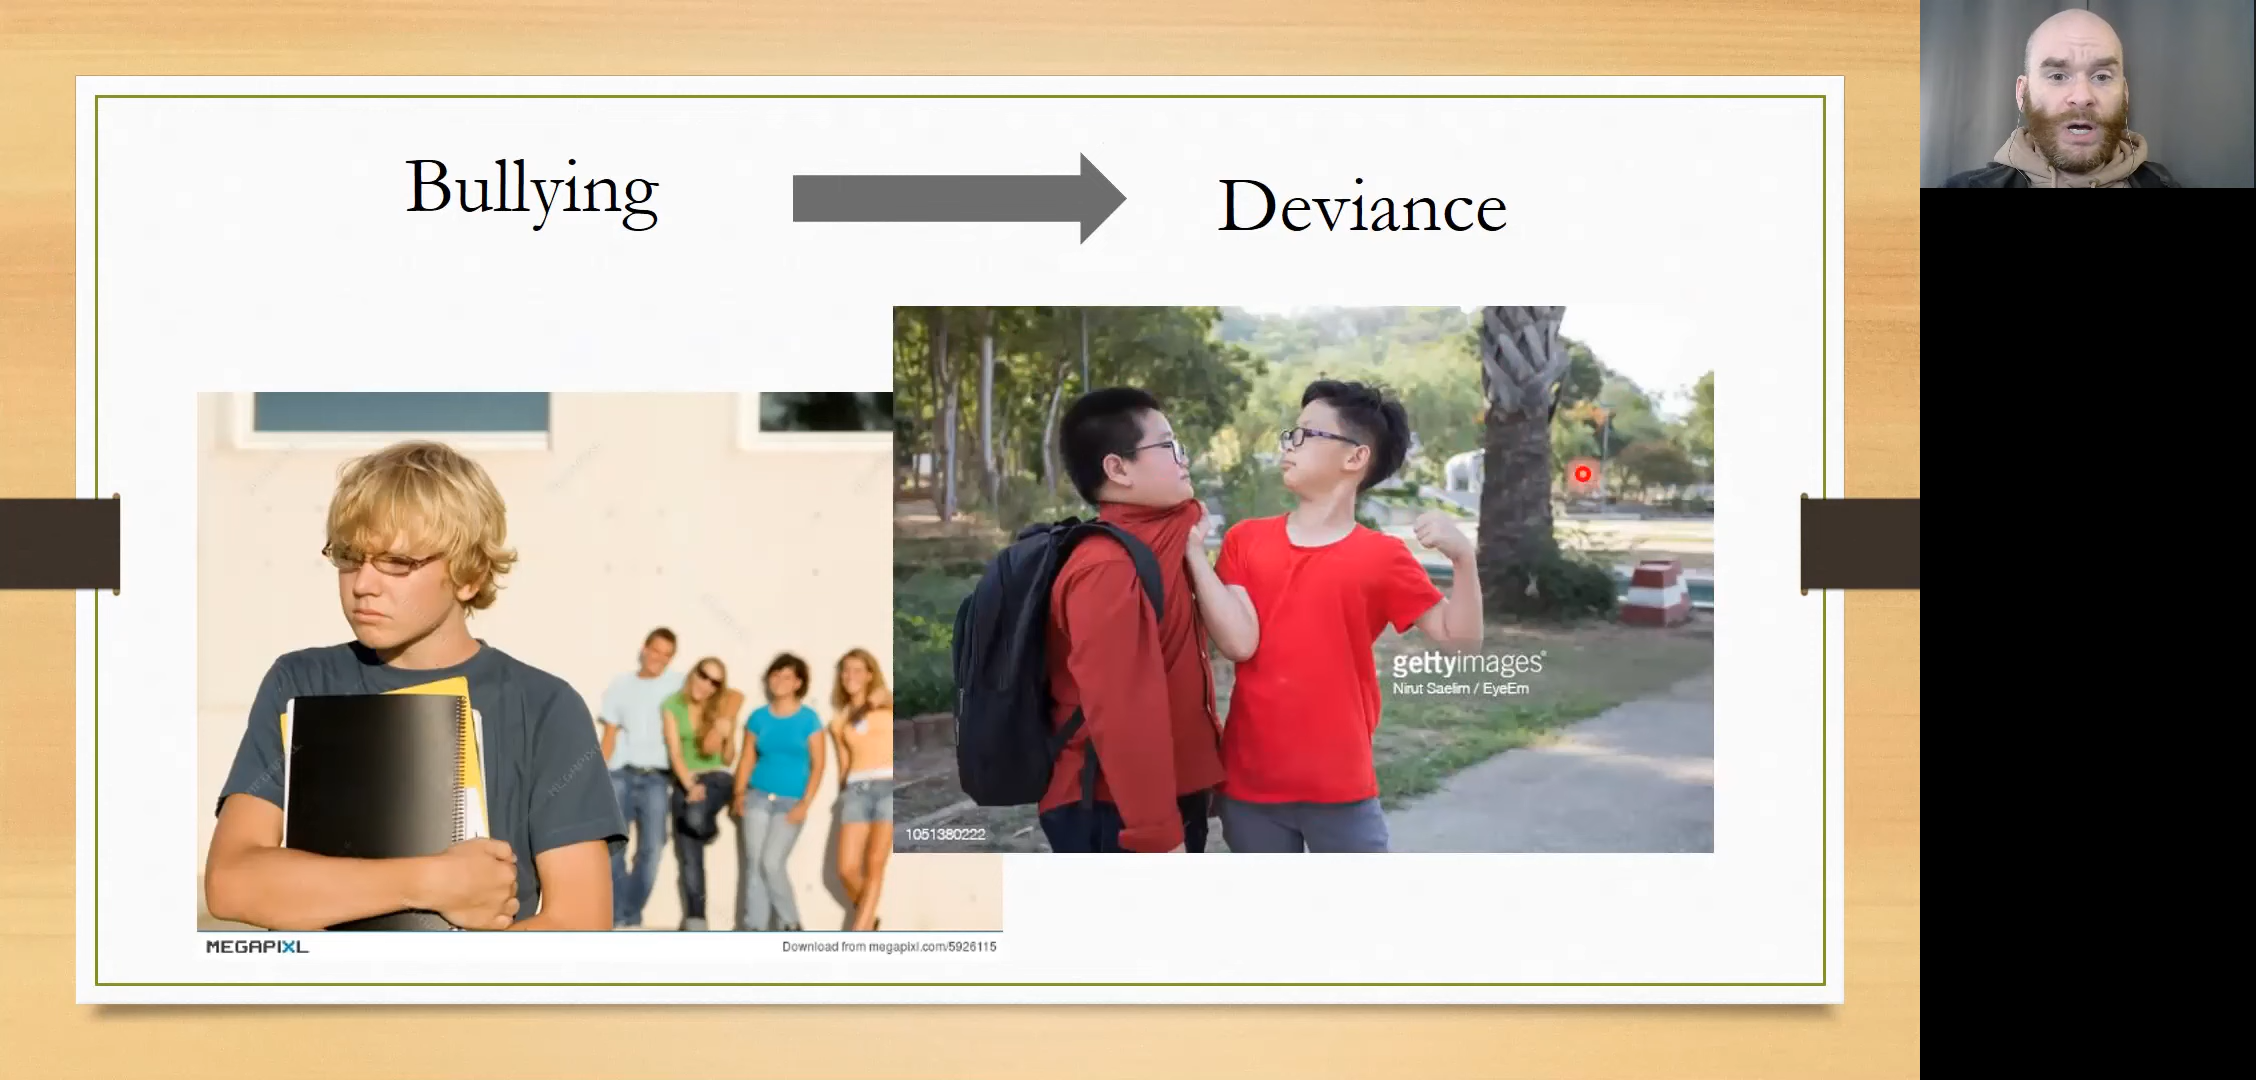 Bullying
Deviance
gettyimages®
Nirut Saelim / EyeEm
1051380222
MEGAPIXL
Download from megapixl.com/5926115